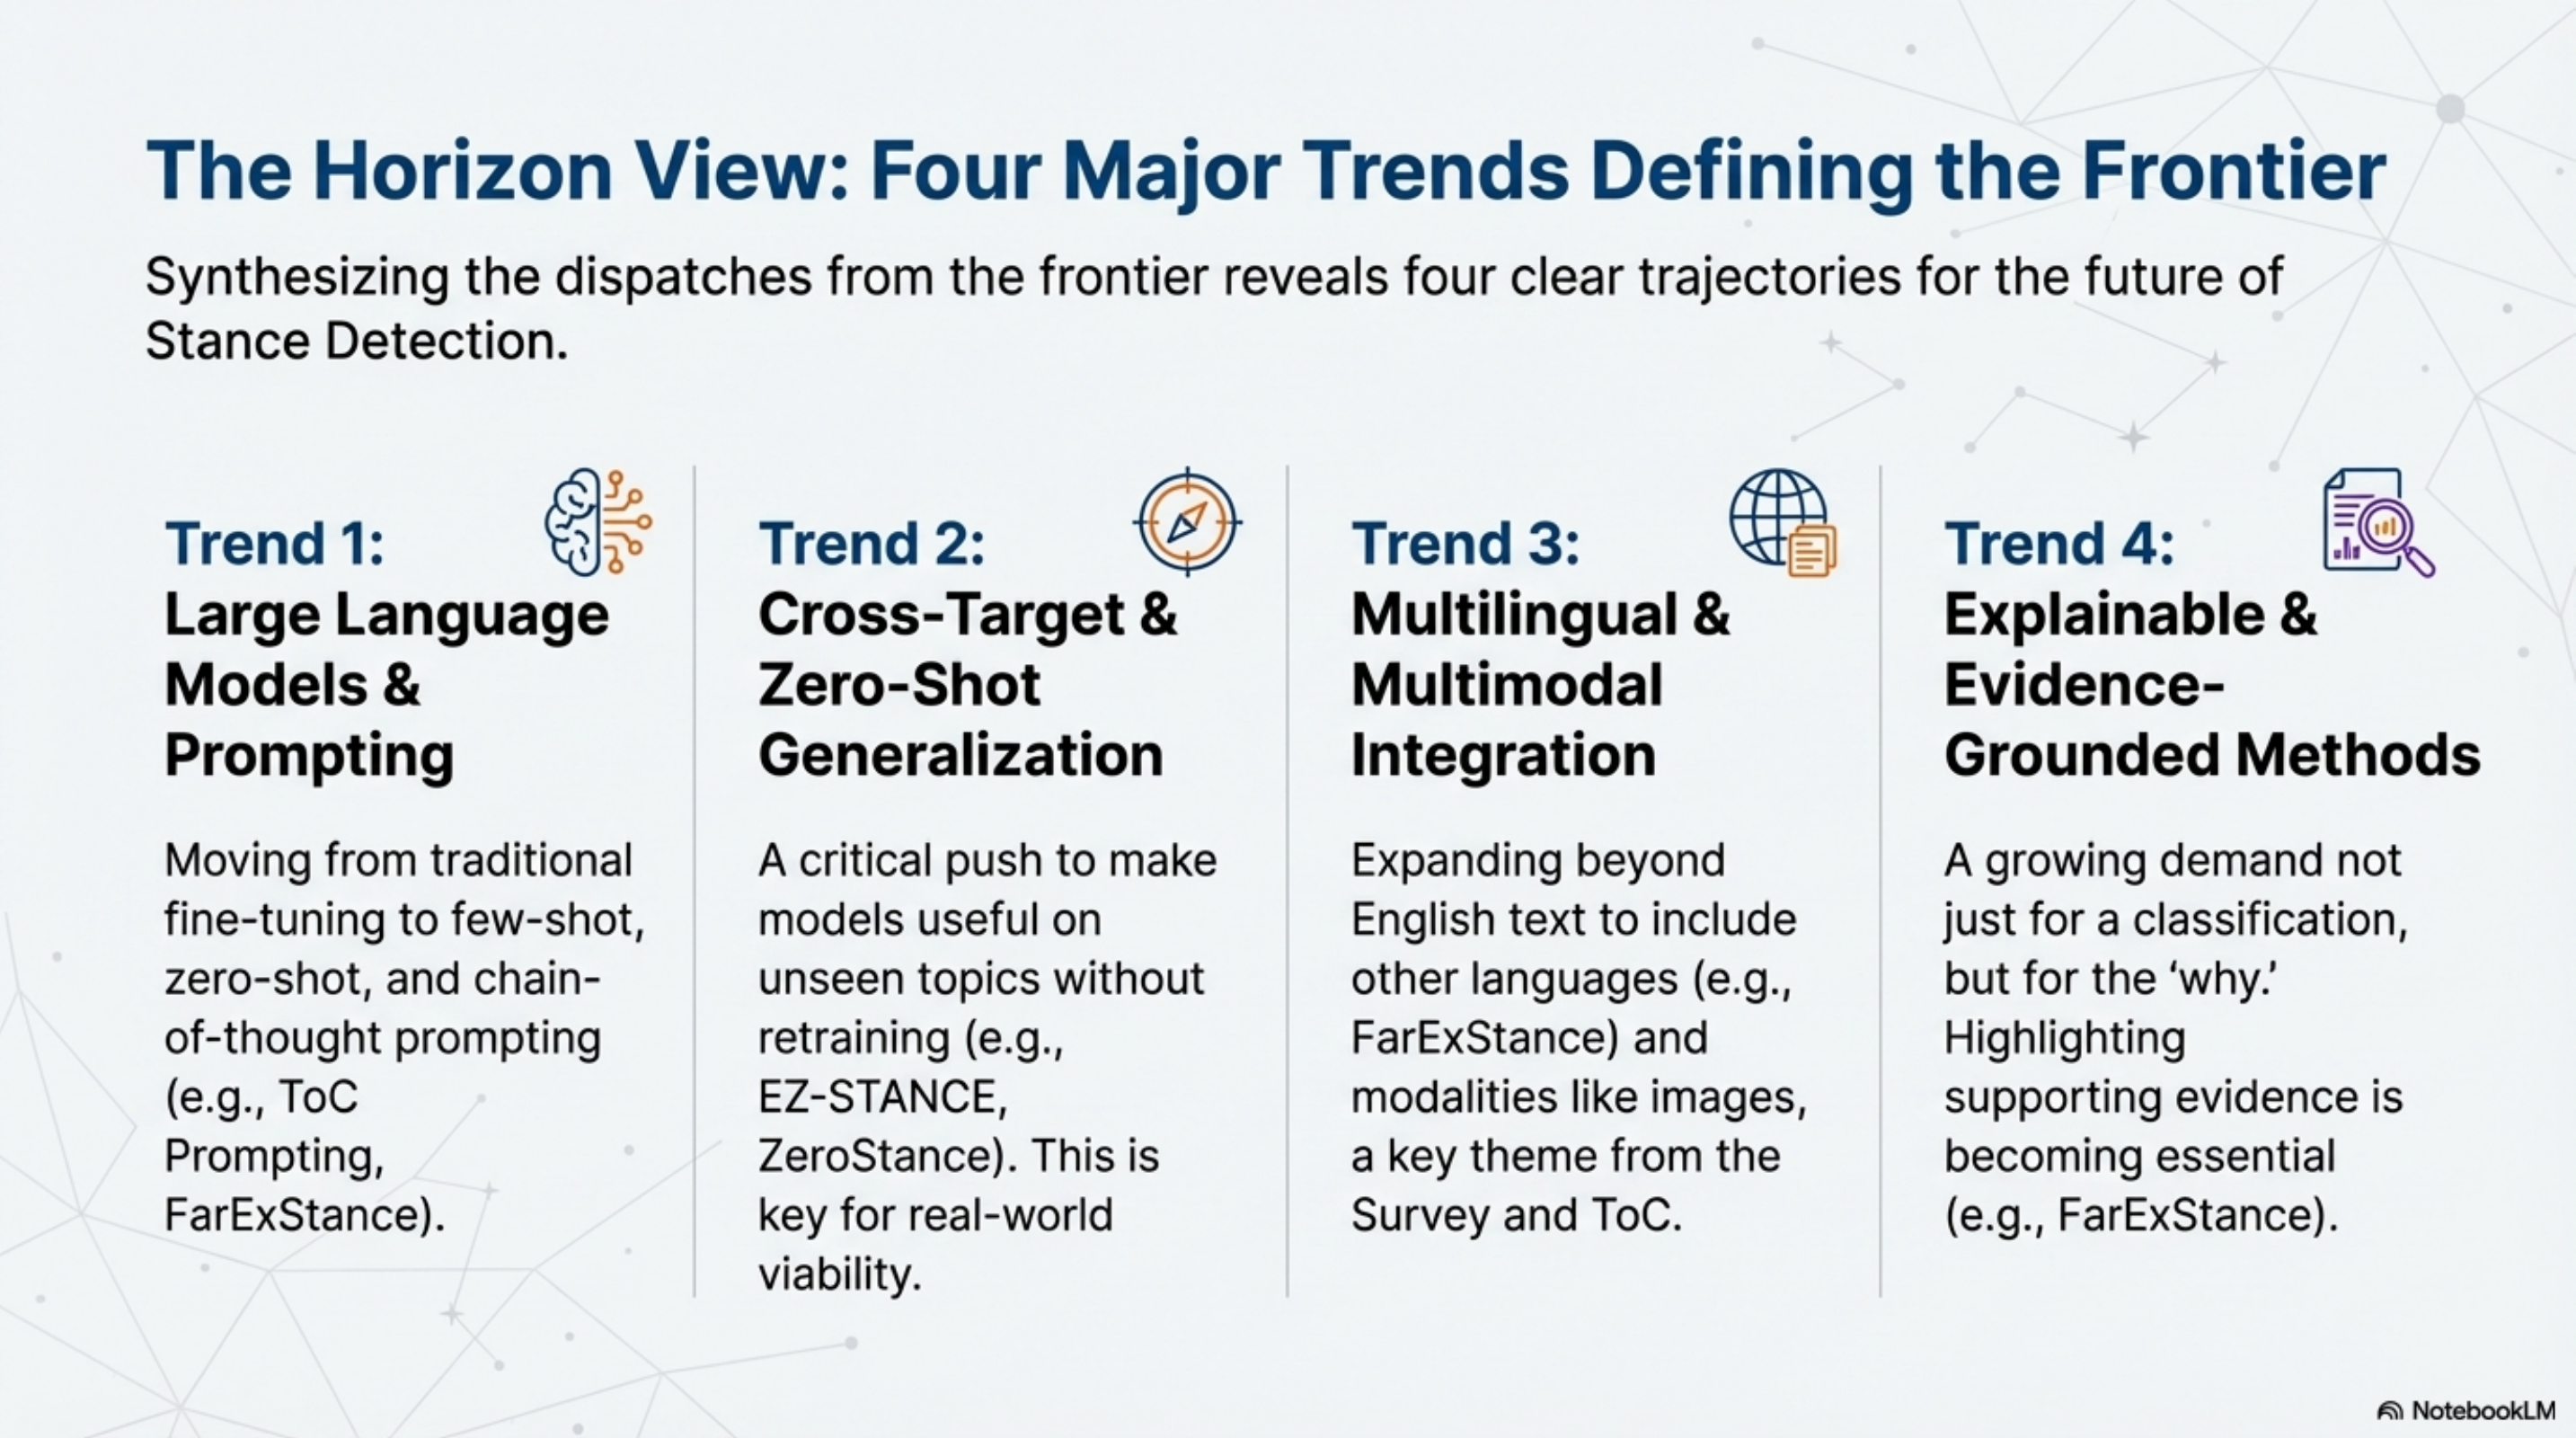 The Horizon View: Four Major Trends Defining the Frontier
Synthesizing the dispatches from the frontier reveals four clear trajectories for the future of
Stance Detection.
Trend 1:
Large Language
Models &
Prompting
Moving from traditional
fine-tuning to few-shot,
zero-shot, and chain-
of-thought prompting
(e.g., ToC
Prompting,
FarExStance).
Trend 2:
Cross-Target &
Zero-Shot
Generalization
A critical push to make
models useful on
unseen topics without
retraining (e.g.,
EZ-STANCE,
ZeroStance). This is
key for real-world
viability.
Trend 3:
Multilingual &
Multimodal
Integration
Expanding beyond
English text to include
other languages (e.g.,
FarExStance) and
modalities like images,
a key theme from the
Survey and ToC.
Trend 4:
Explainable &
Evidence-
Grounded Methods
A growing demand not
just for a classification,
but for the ‘why.’
Highlighting
supporting evidence is
becoming essential
(e.g., FarExStance).
NotebookLM